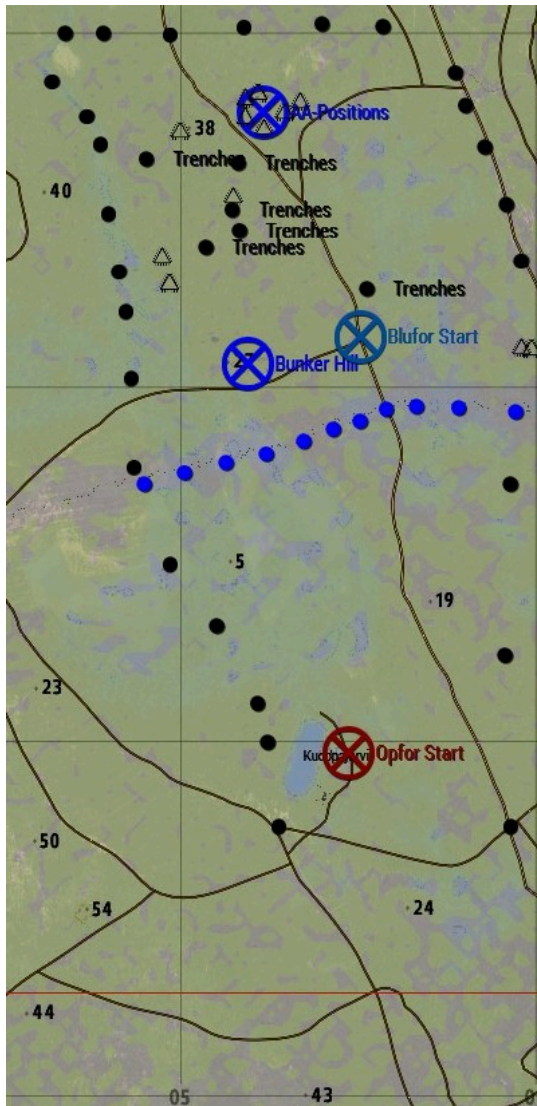 AA-Positions
38
Trenches
Trenches
40
Trenches
Trenches
Trenches
Trenches
Blufor Start
Bunker Hill
5
19
23
Opfor Start
50
54
24
44
05
43